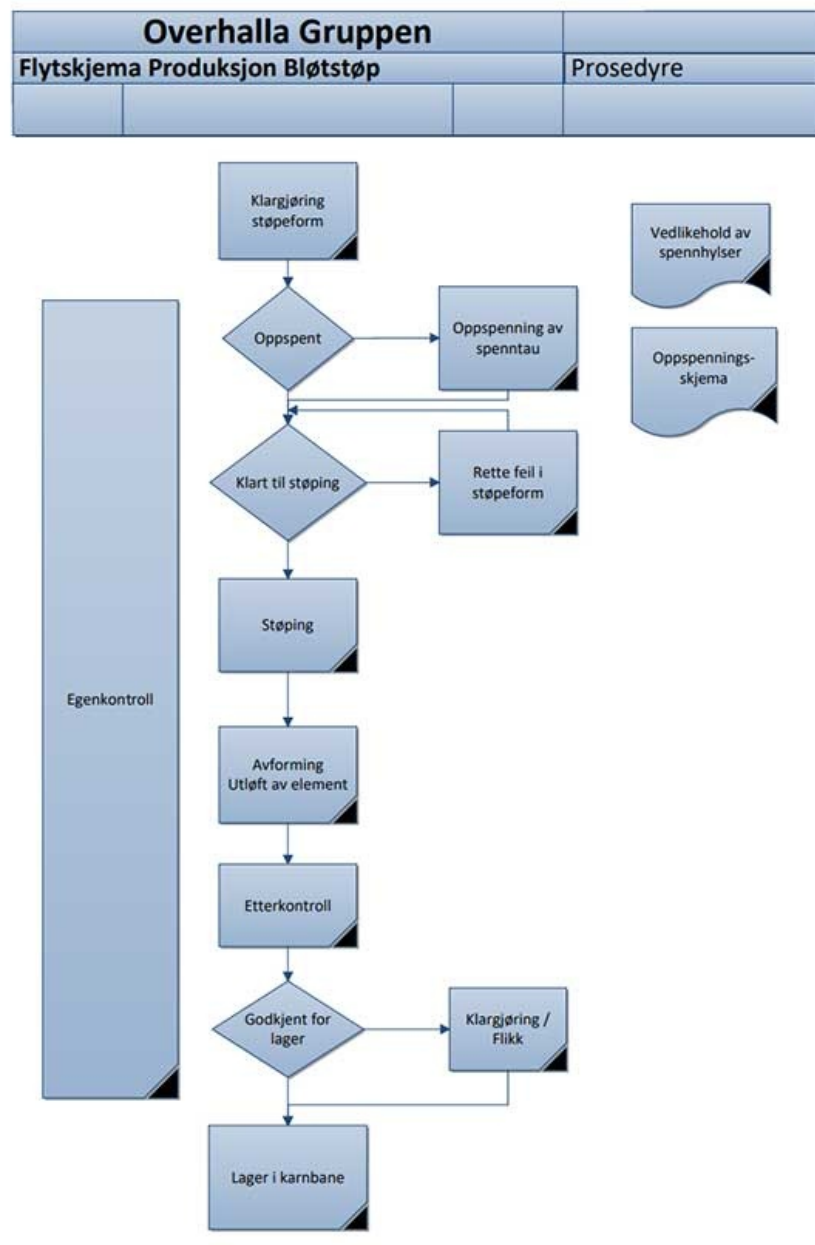 Overhalla Gruppen
Flytskjema Produksjon Bløtstøp
Prosedyre
Klargjøring
støpeform
Vedlikehold av
spennhylser
Oppspent
Oppspenning av
spenntau
Oppspennings-
skjema
Klart til støping
Rette feil i
støpeform
Støping
Egenkontroll
Avforming
Utløft av element
Etterkontroll
Godkjent for
lager
Klargjøring /
Flikk
Lager i karnbane